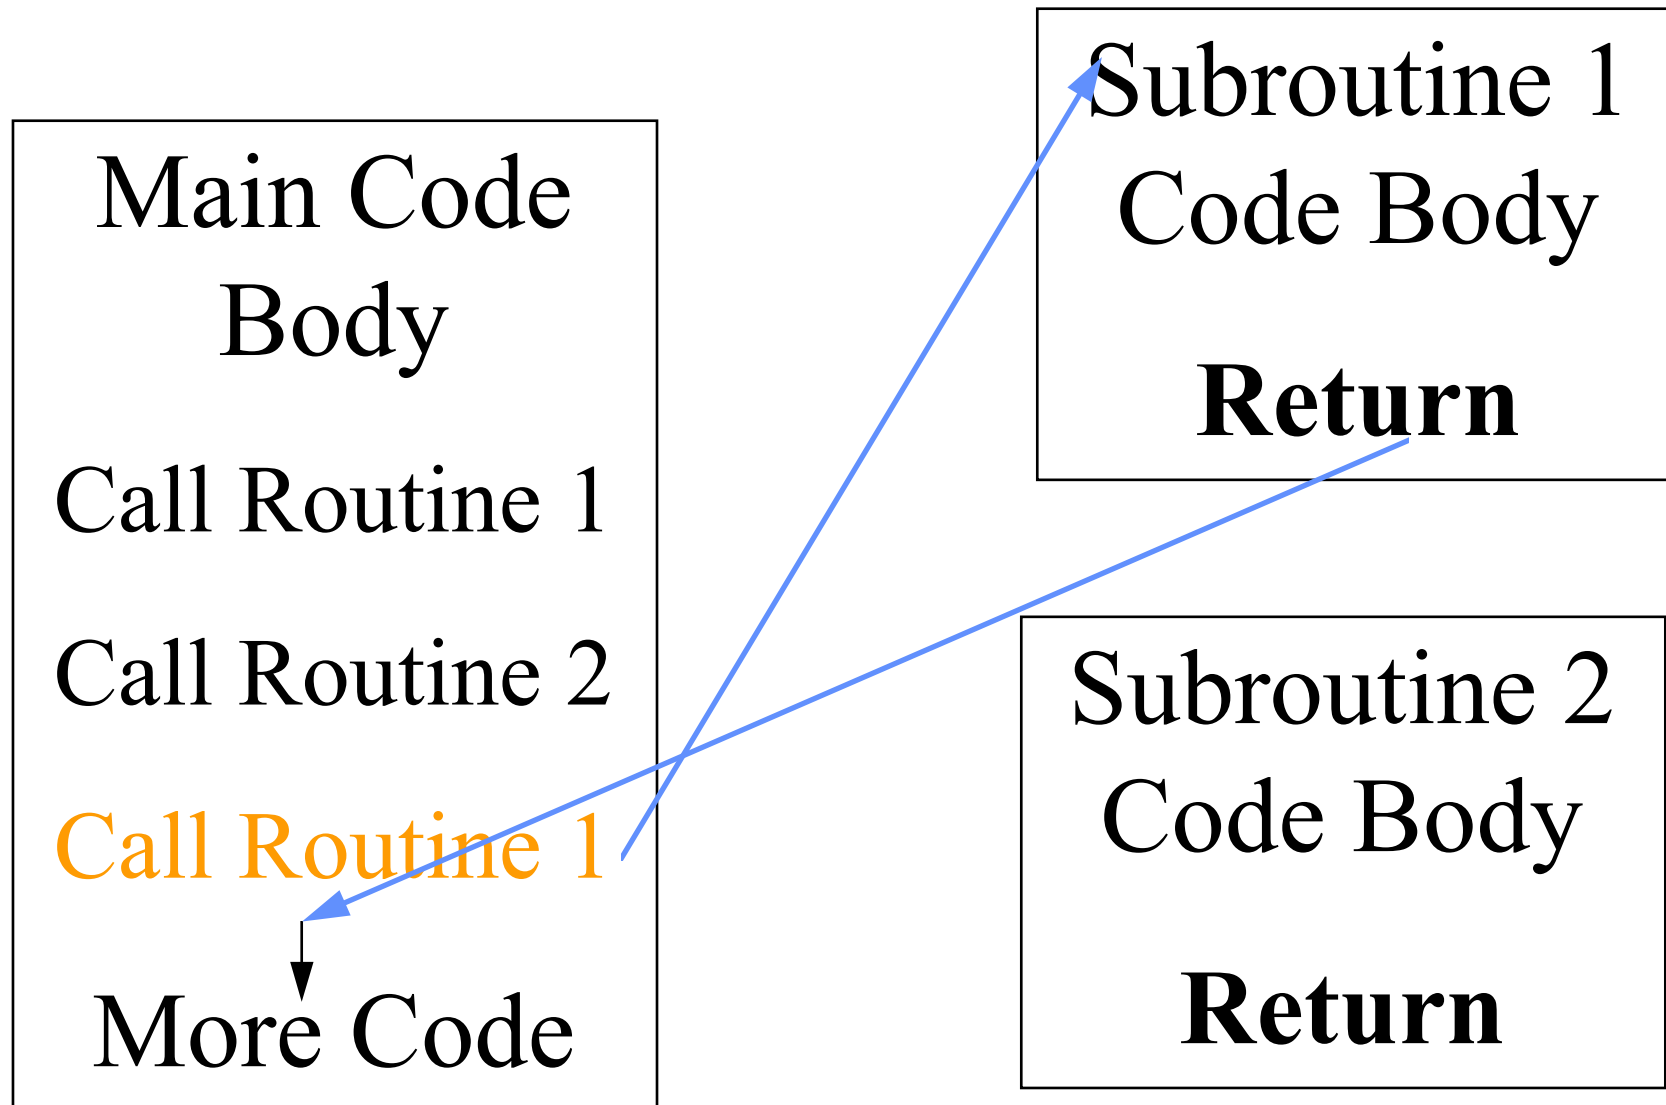 Main Code
Body
Call Routine 1
Call Routine 2
Call Routine 1
More Code
Subroutine 1
Code Body
Return
Subroutine 2
Code Body
Return